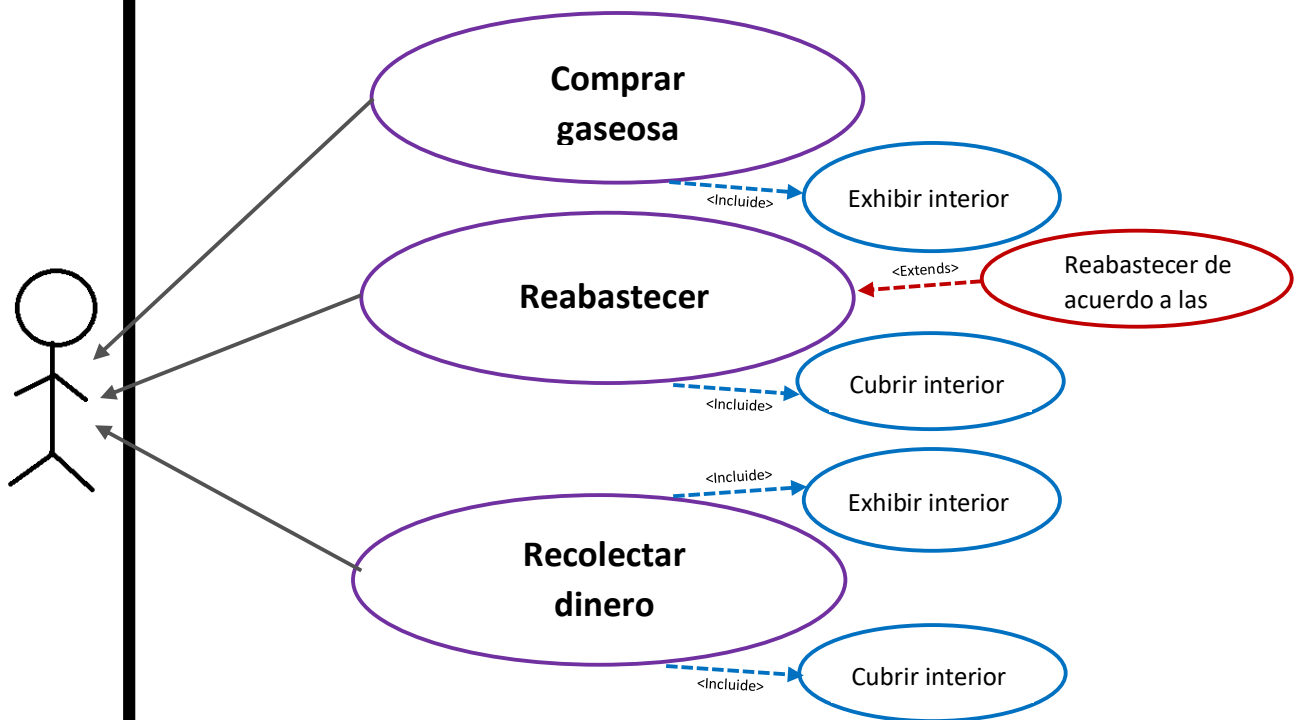 Comprar
gaseosa
Exhibir interior
<Incluide>
Reabastecer
<Extends>
Reabastecer de
acuerdo a las
Cubrir interior
<Incluide>
<Incluide>
Exhibir interior
Recolectar
dinero
Cubrir interior
<Incluide>